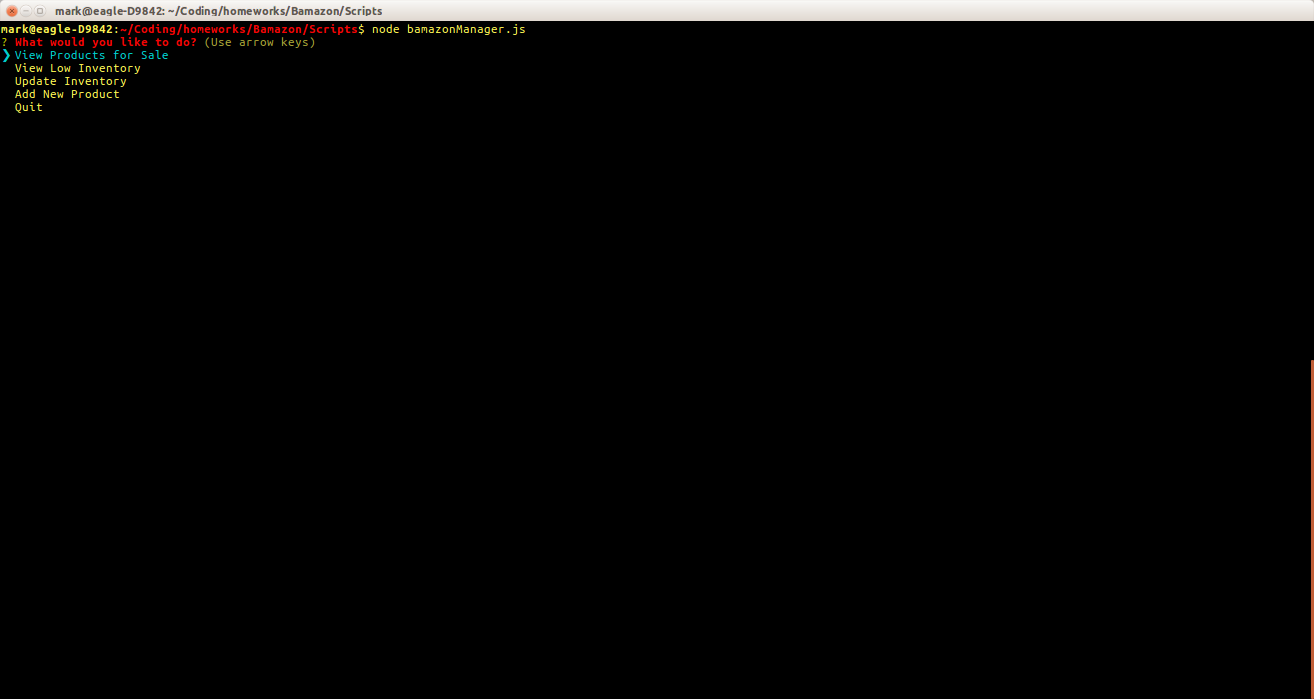 mark@eagle-D9842: ~/Coding/homeworks/Bamazon/Scripts
mark@eagle-D9842:~/Coding/homeworks/Bamazon/Scripts$ node bamazonManager.js
? What would you like to do? (Use arrow keys)
❯ View Products for Sale
View Low Inventory
Update Inventory
Add New Product
Quit